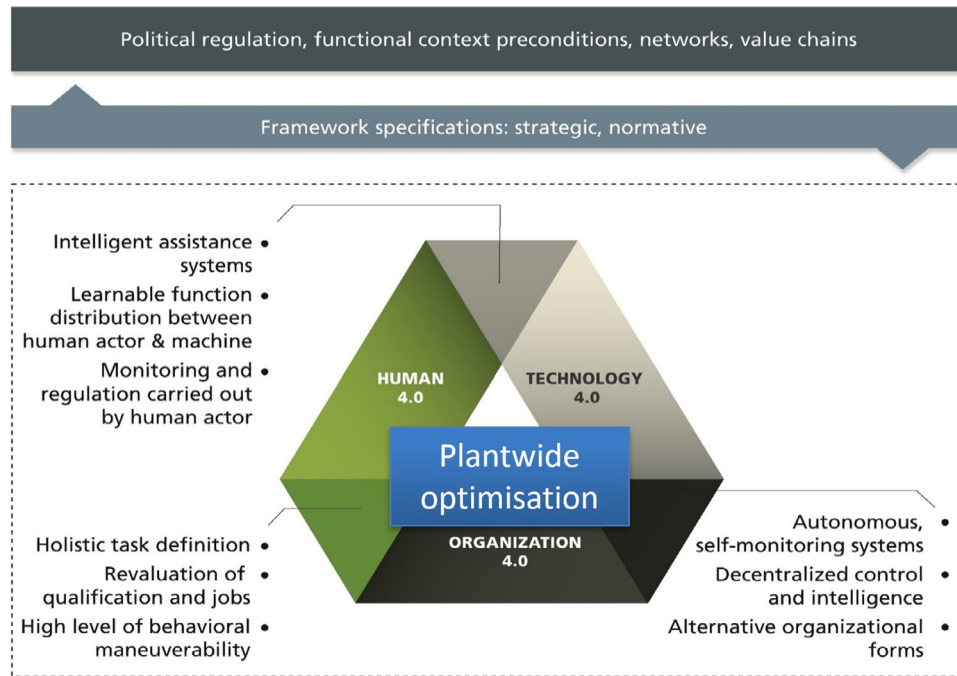 Political regulation, functional context preconditions, networks, value chains
Framework specifications: strategic, normative
Intelligent assistance •
systems
Learnable function •
distribution between
human actor & machine
Monitoring and •
regulation carried out
by human actor
HUMAN
4.0
TECHNOLOGY
4.0
Plantwide
optimisation
ORGANIZATION
4.0
Holistic task definition •
Revaluation of •
qualification and jobs
High level of behavioral •
maneuverability
Autonomous, •
self-monitoring systems
Decentralized control •
and intelligence
Alternative organizational •
forms